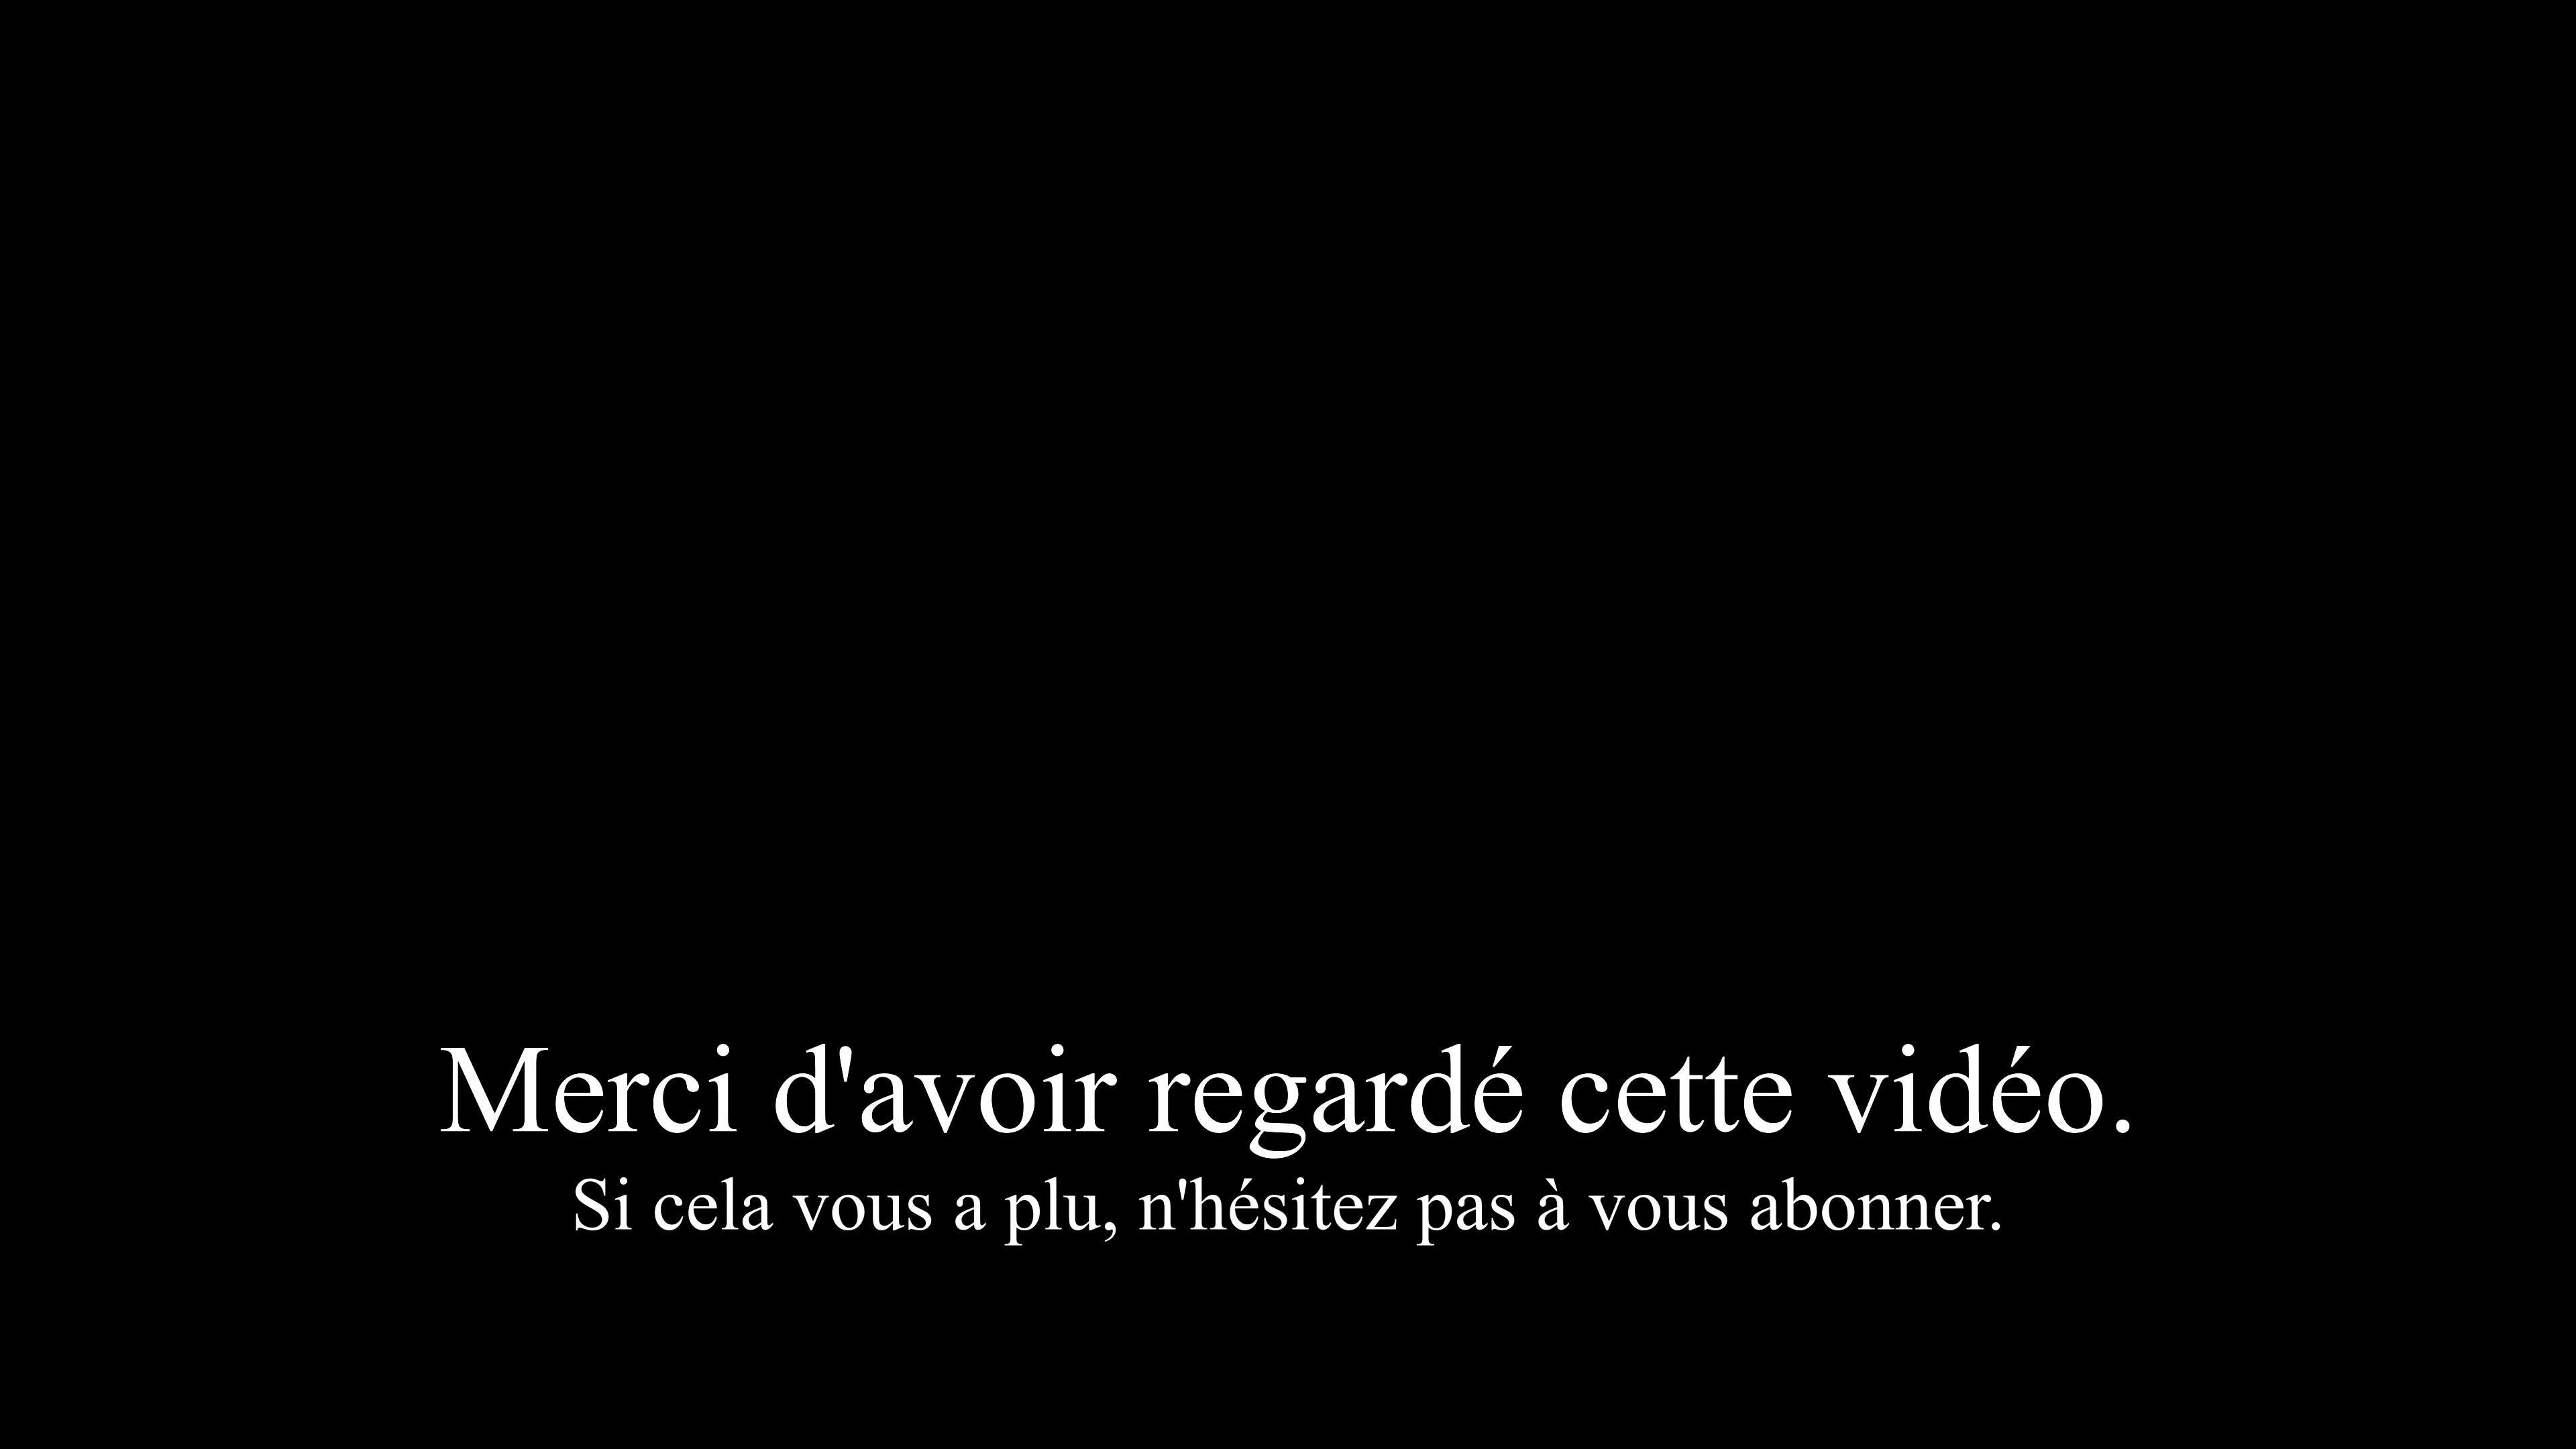 Merci d'avoir regardé cette vidéo.
Si cela vous a plu, n'hésitez pas à vous abonner.